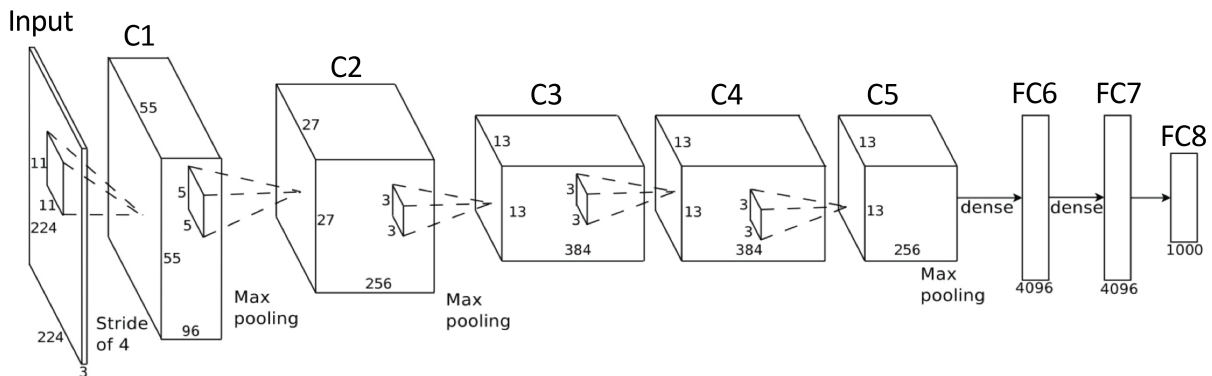 Input
C1
C2
C3
C4
C5
FC6
FC7
FC8
11
11
224
224
3
Stride
of 4
55
55
96
5
5
Max
pooling
27
27
256
3
3
Max
pooling
13
13
384
3
3
13
13
384
3
3
13
13
256
Max
pooling
dense
4096
dense
4096
1000